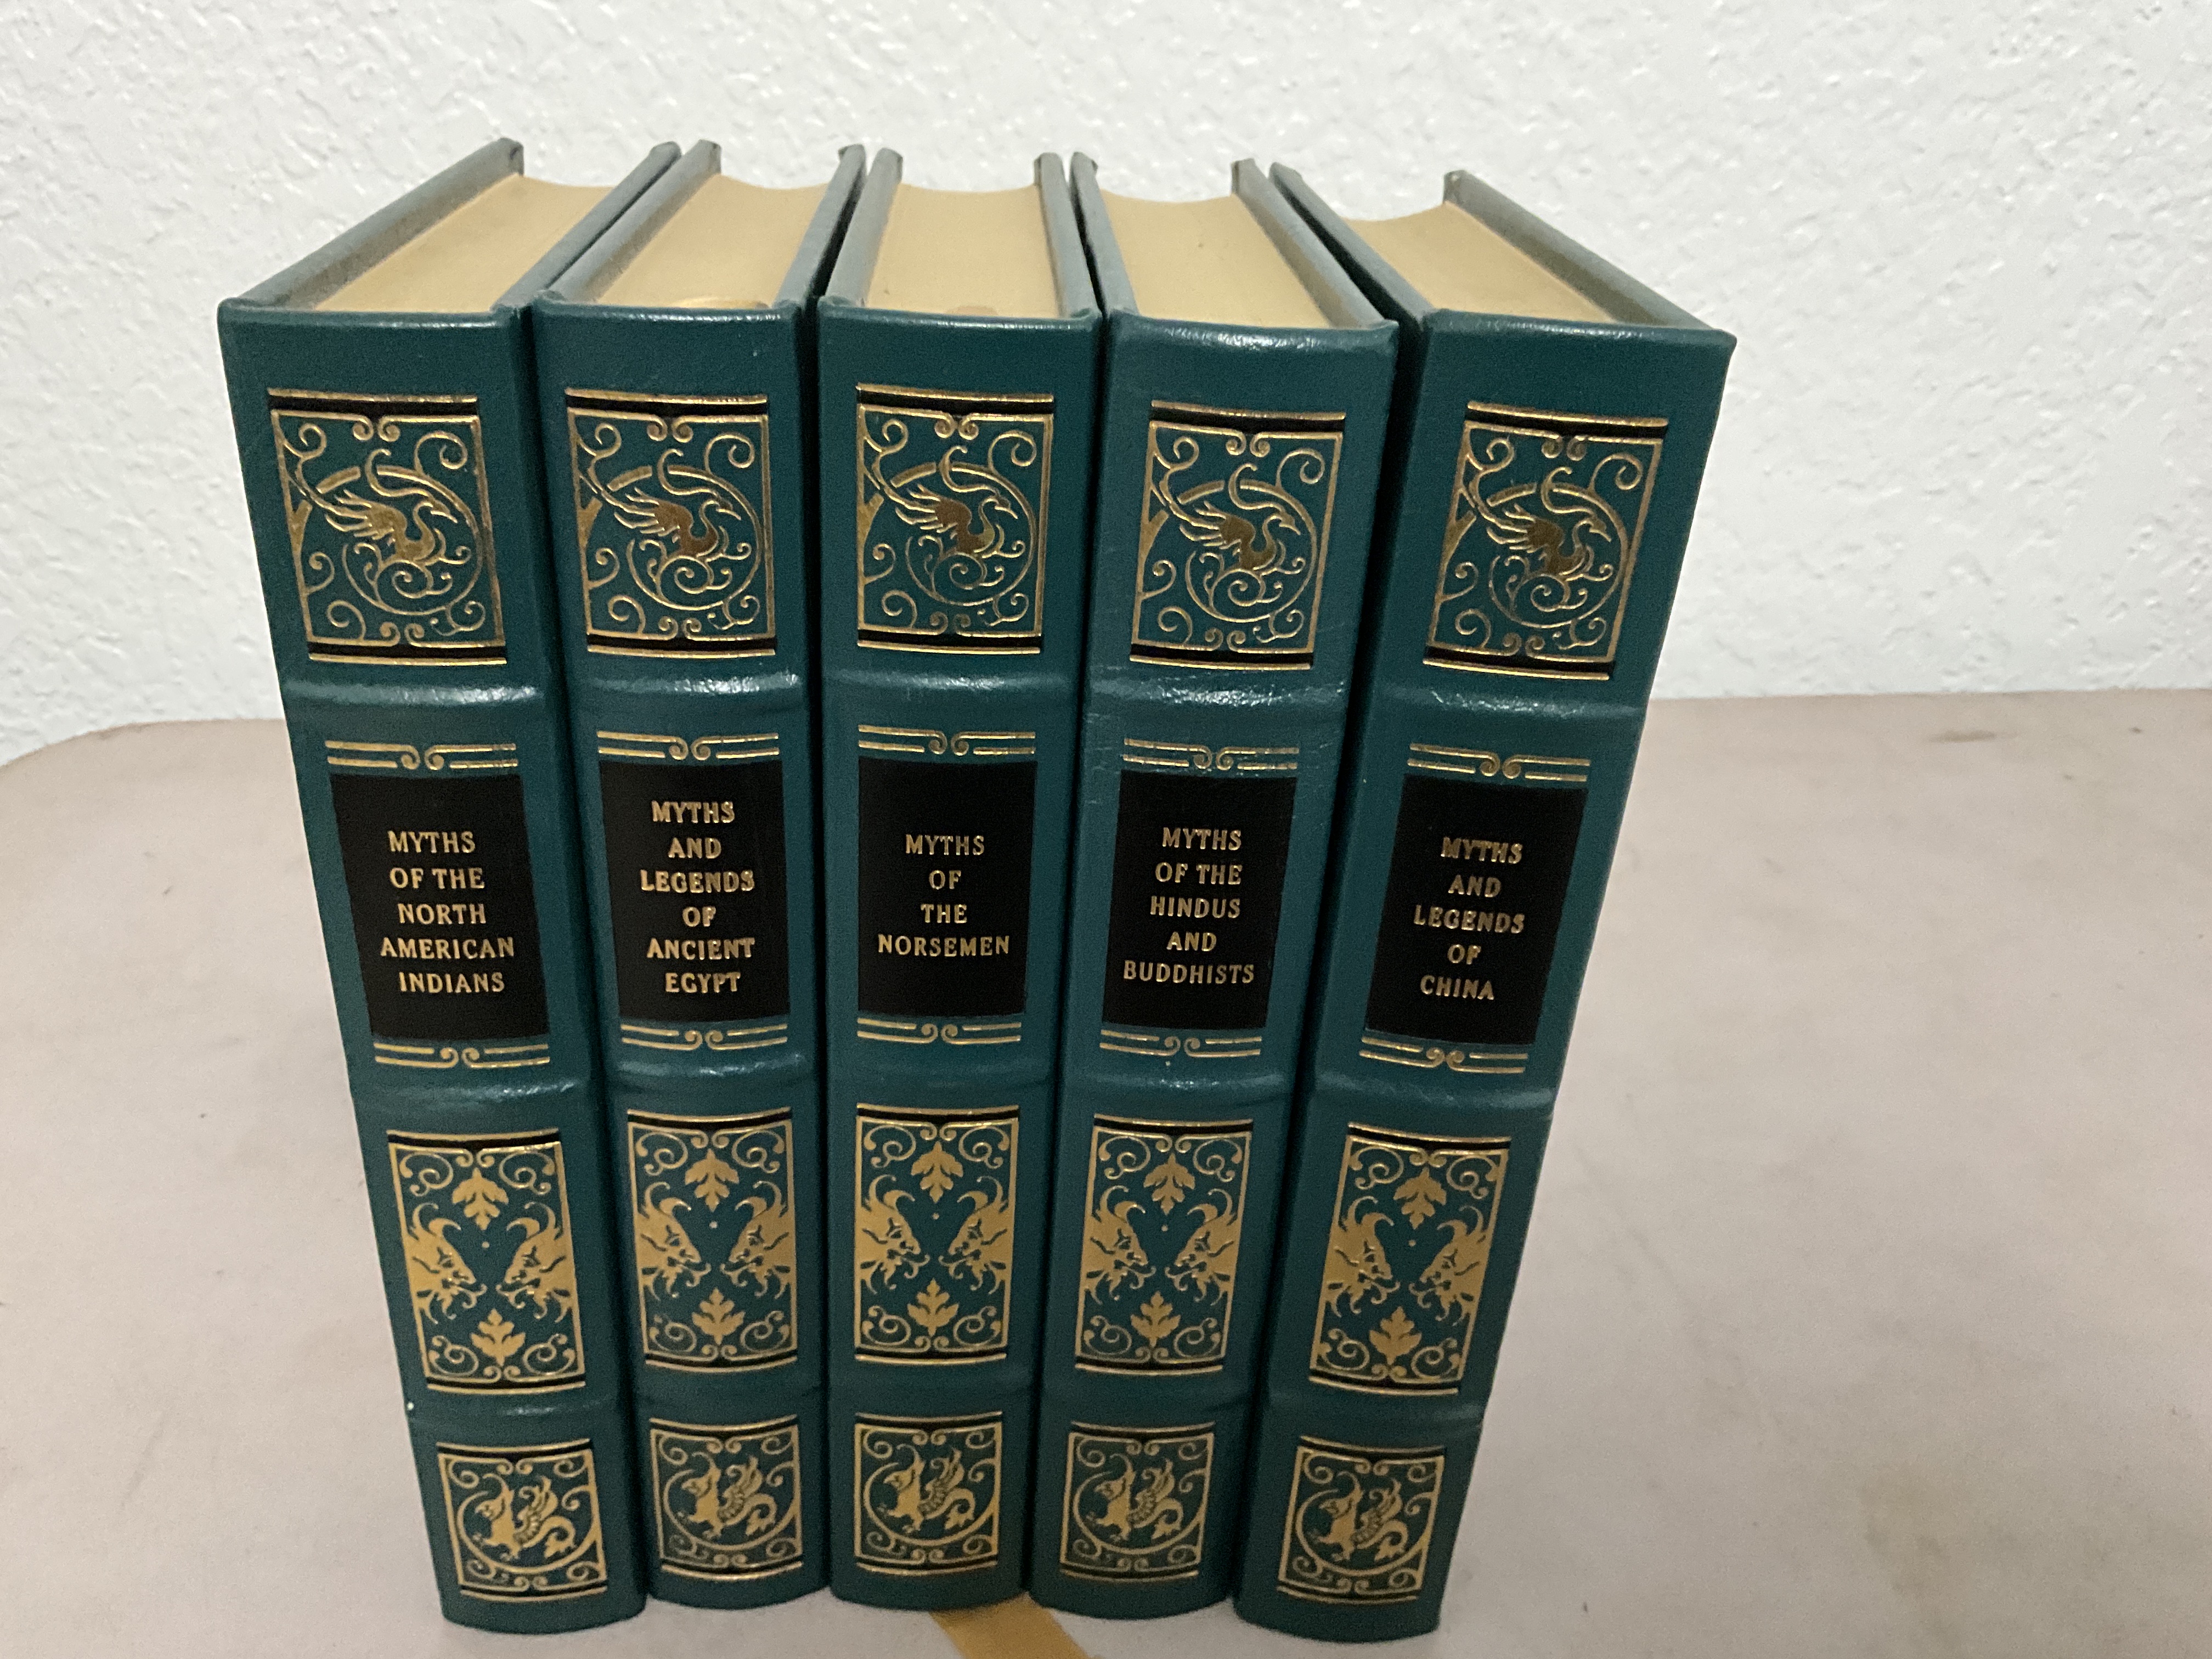 MYTHS
OF THE
NORTH
AMERICAN
INDIANS
MYTHS
AND
LEGENDS
OF
ANCIENT
EGYPT
MYTHS
OF
THE
NORSEMEN
MYTHS
OF THE
HINDUS
AND
BUDDHISTS
MYTHS
AND
LEGENDS
OF
CHINA